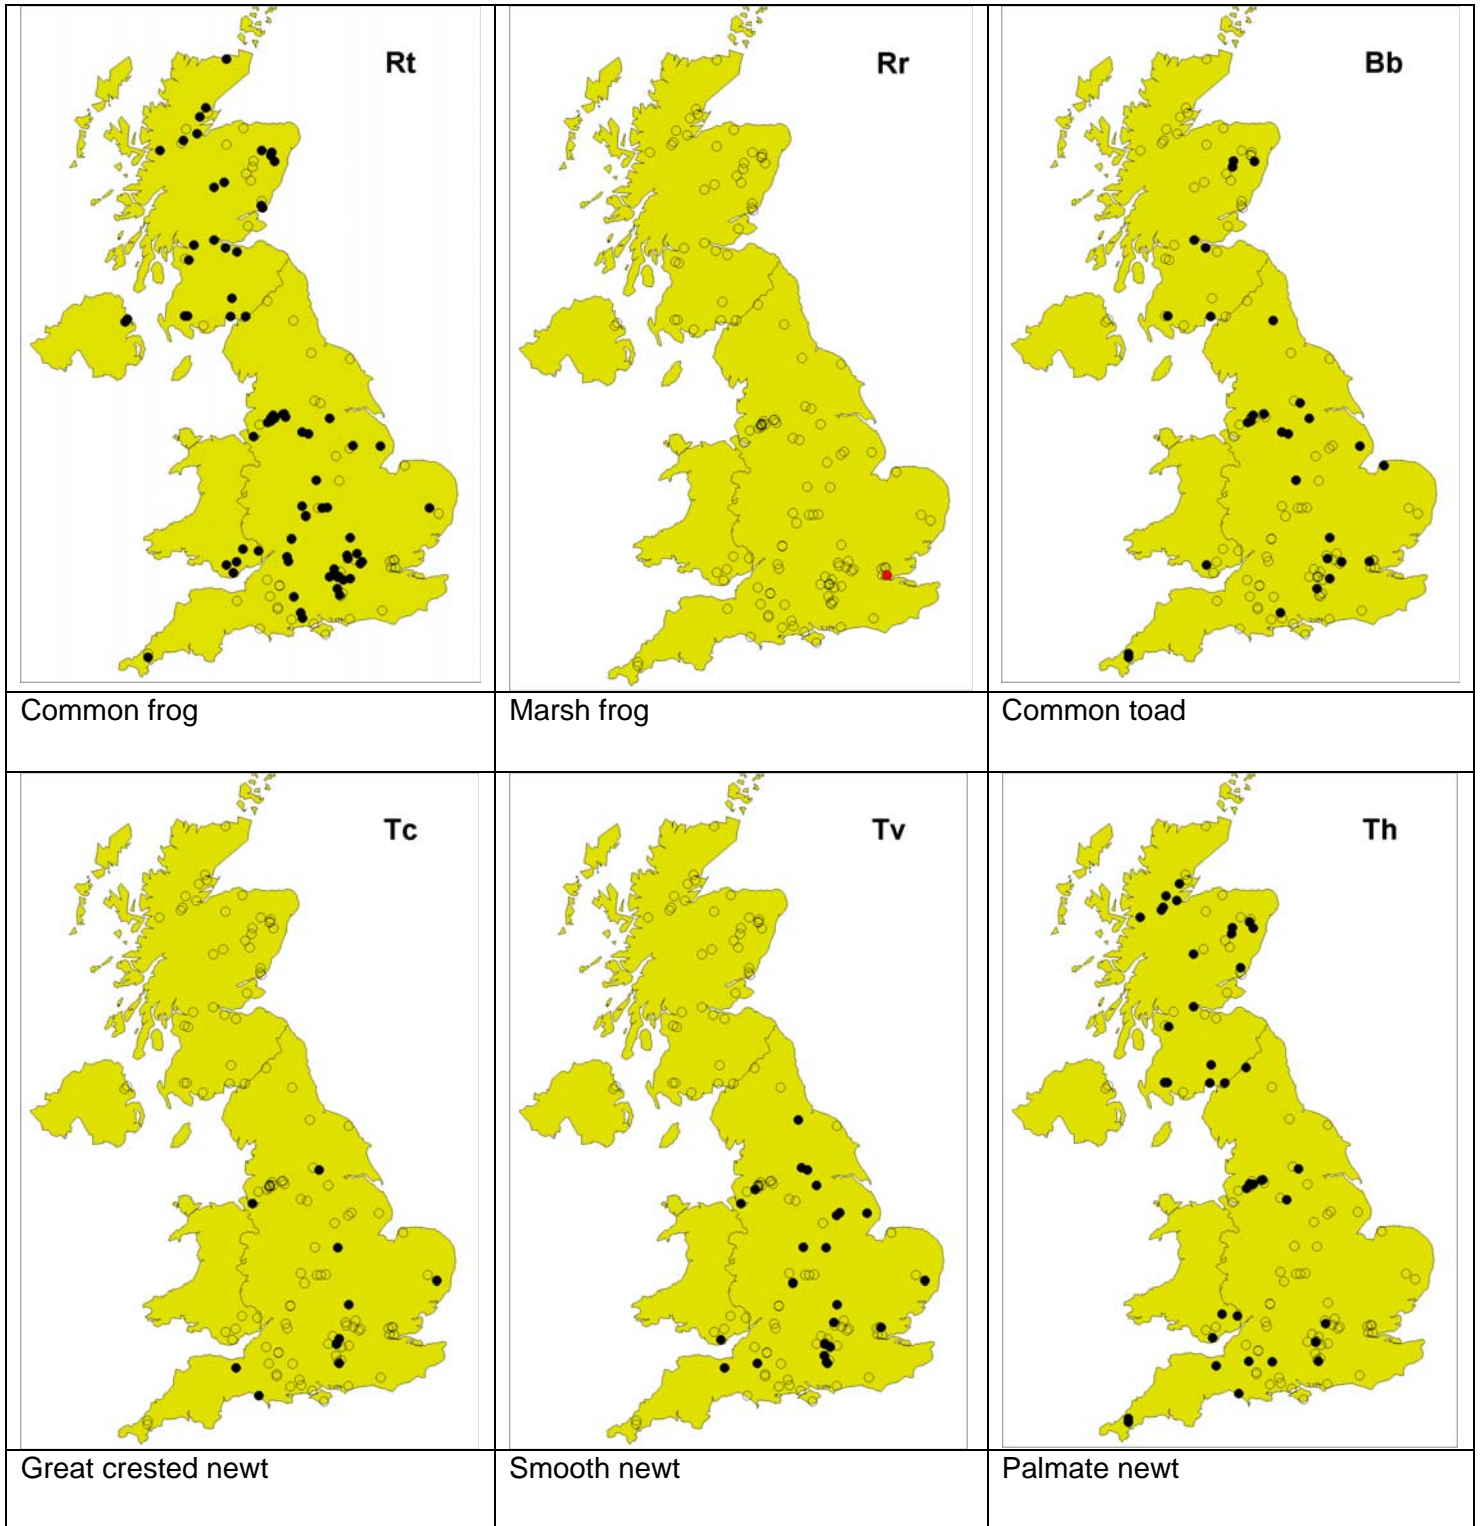 Rt
Rr
Bb
Common frog
Marsh frog
Common toad
Tc
Tv
Th
Great crested newt
Smooth newt
Palmate newt